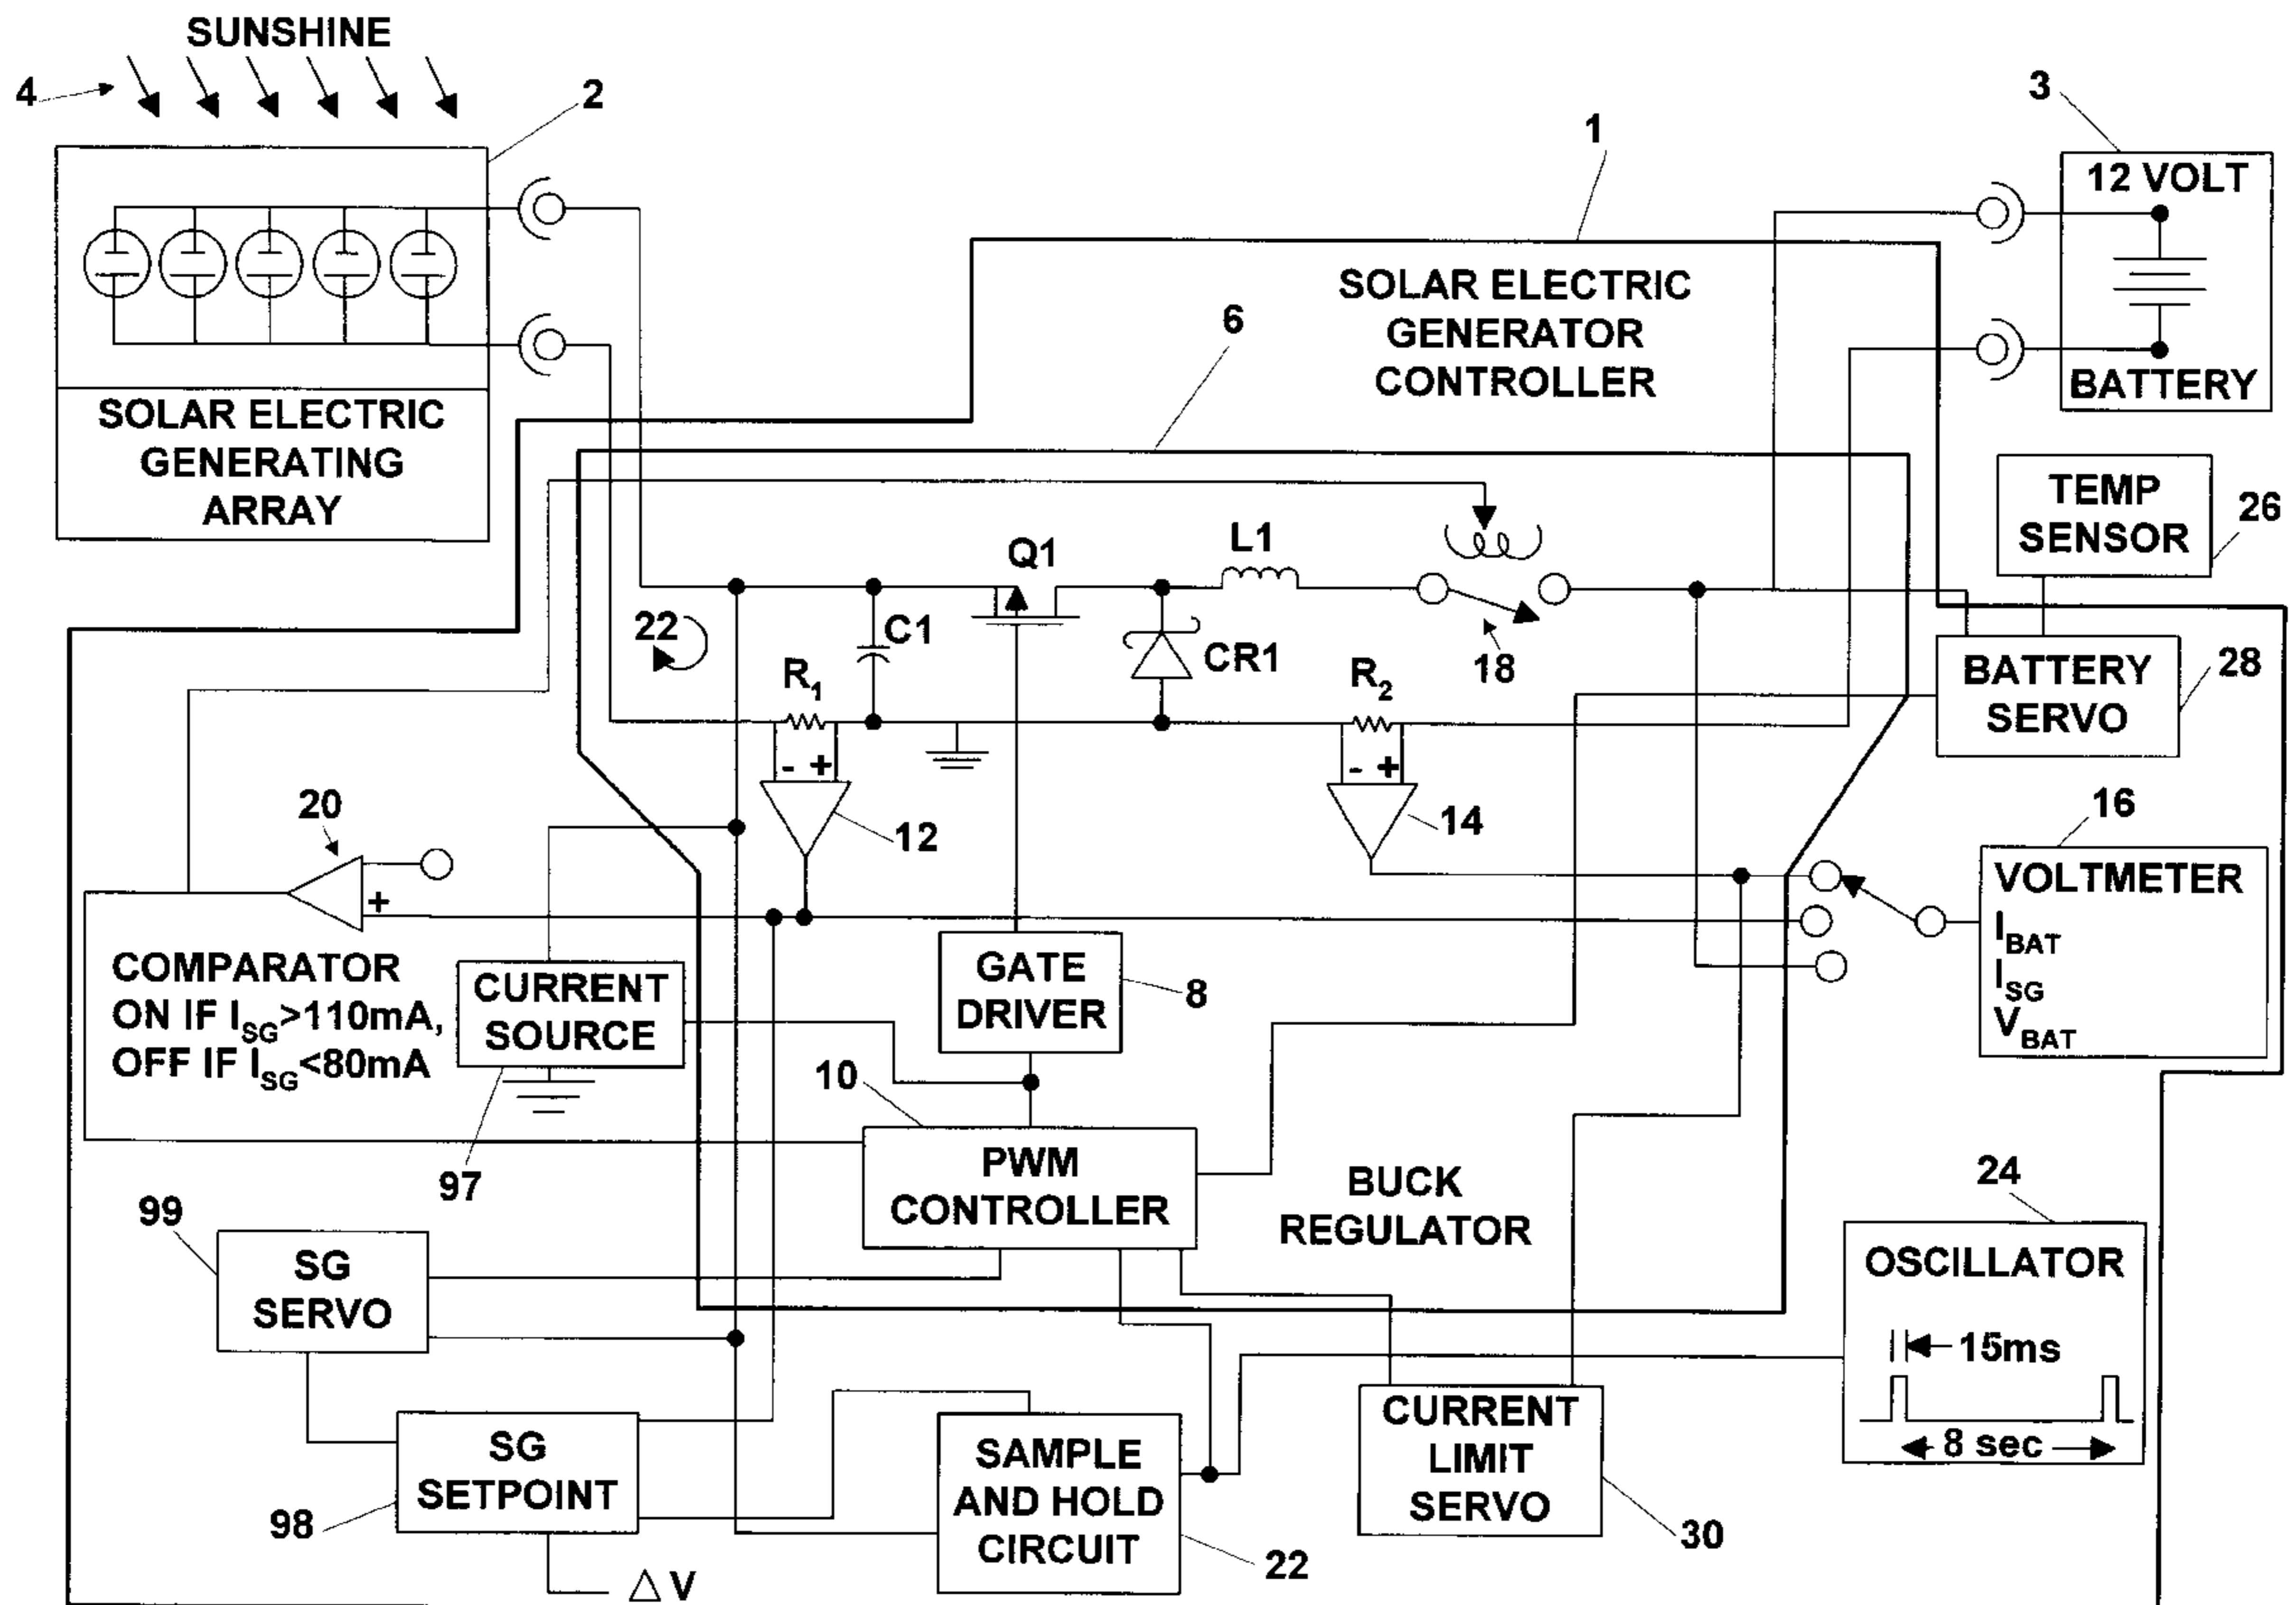 SUNSHINE
4
2
3
1
12 VOLT
BATTERY
SOLAR ELECTRIC
GENERATOR
CONTROLLER
6
SOLAR ELECTRIC
GENERATING
ARRAY
TEMP
SENSOR
26
Q1
L1
22
C1
CR1
18
R1
R2
BATTERY
SERVO
28
- +
- +
20
12
14
16
+
VOLTMETER
IBAT
ISG
VBAT
COMPARATOR
ON IF ISG>110mA,
OFF IF ISG<80mA
CURRENT
SOURCE
GATE
DRIVER
8
10
97
PWM
CONTROLLER
BUCK
REGULATOR
24
99
SG
SERVO
OSCILLATOR
15ms
8 sec
SG
SETPOINT
98
SAMPLE
AND HOLD
CIRCUIT
22
CURRENT
LIMIT
SERVO
30
△V